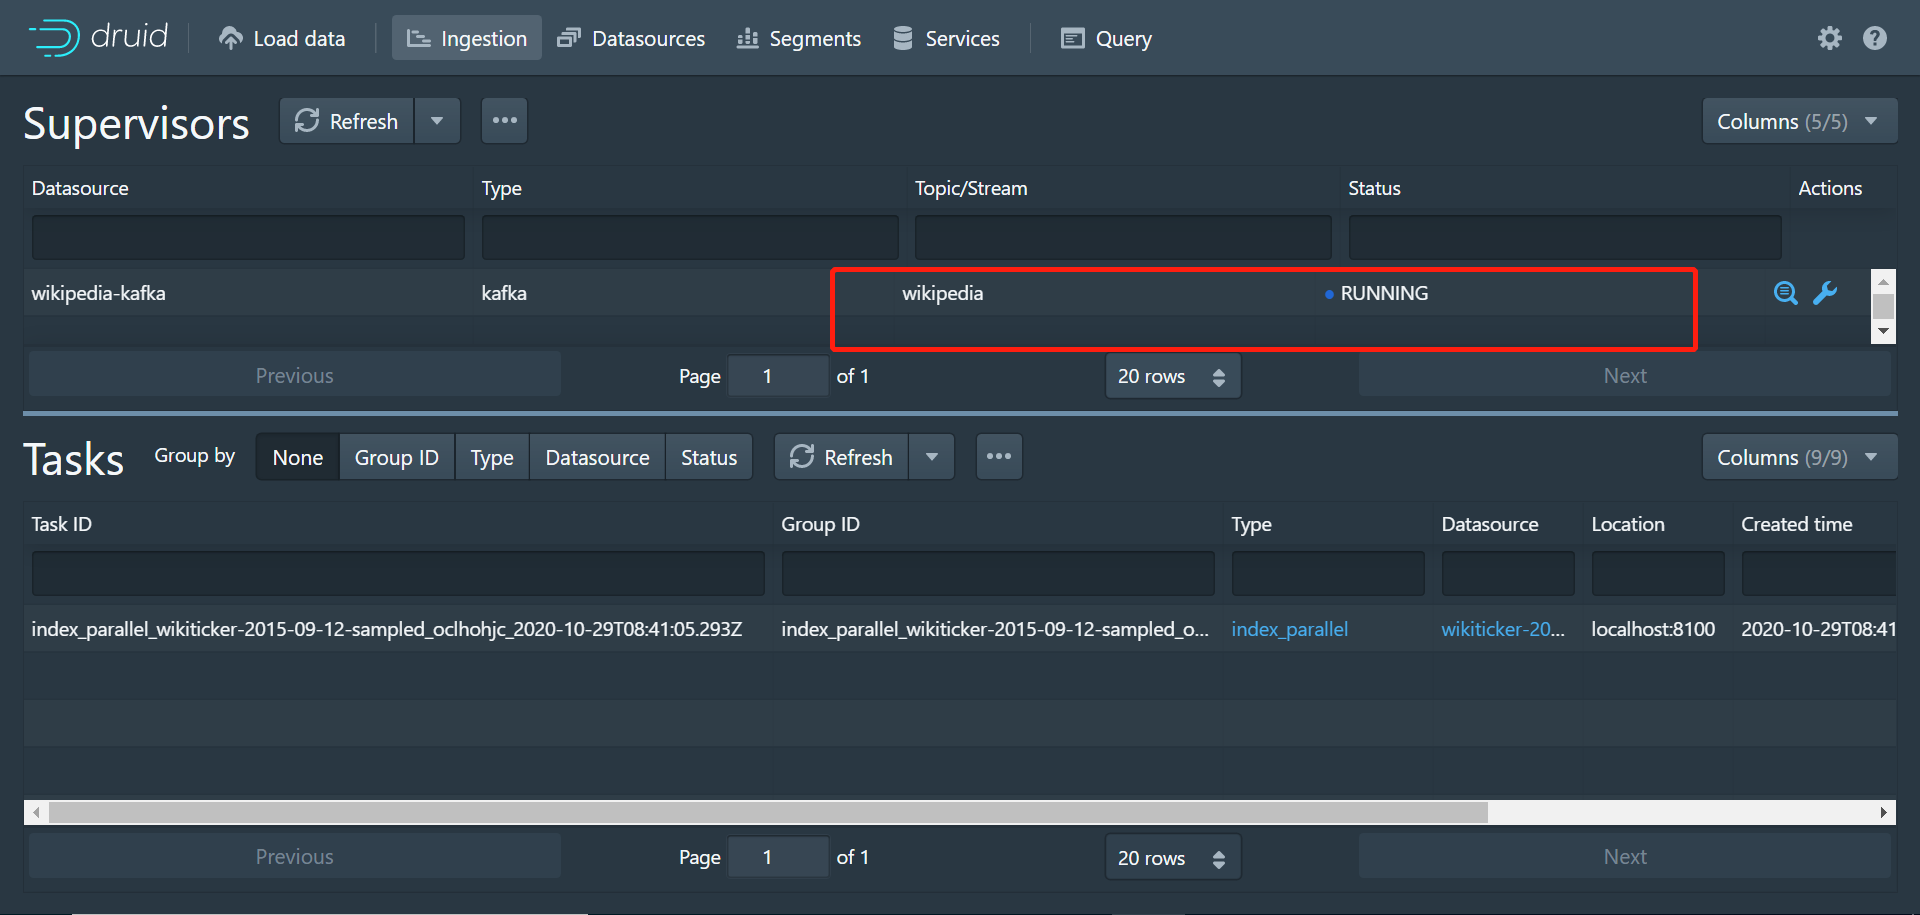 druid Load data Ingestion Datasources Segments Services Query
Supervisors Refresh Columns (5/5)
Datasource Type Topic/Stream Status Actions
wikipedia-kafka kafka wikipedia RUNNING
Previous Page 1 of 1 20 rows Next
Tasks Group by None Group ID Type Datasource Status Refresh Columns (9/9)
Task ID Group ID Type Datasource Location Created time
index_parallel_wikiticker-2015-09-12-sampled_oclhohjc_2020-10-29T08:41:05.293Z index_parallel_wikiticker-2015-09-12-sampled_o... index_parallel wikiticker-20... localhost:8100 2020-10-29T08:41
Previous Page 1 of 1 20 rows Next